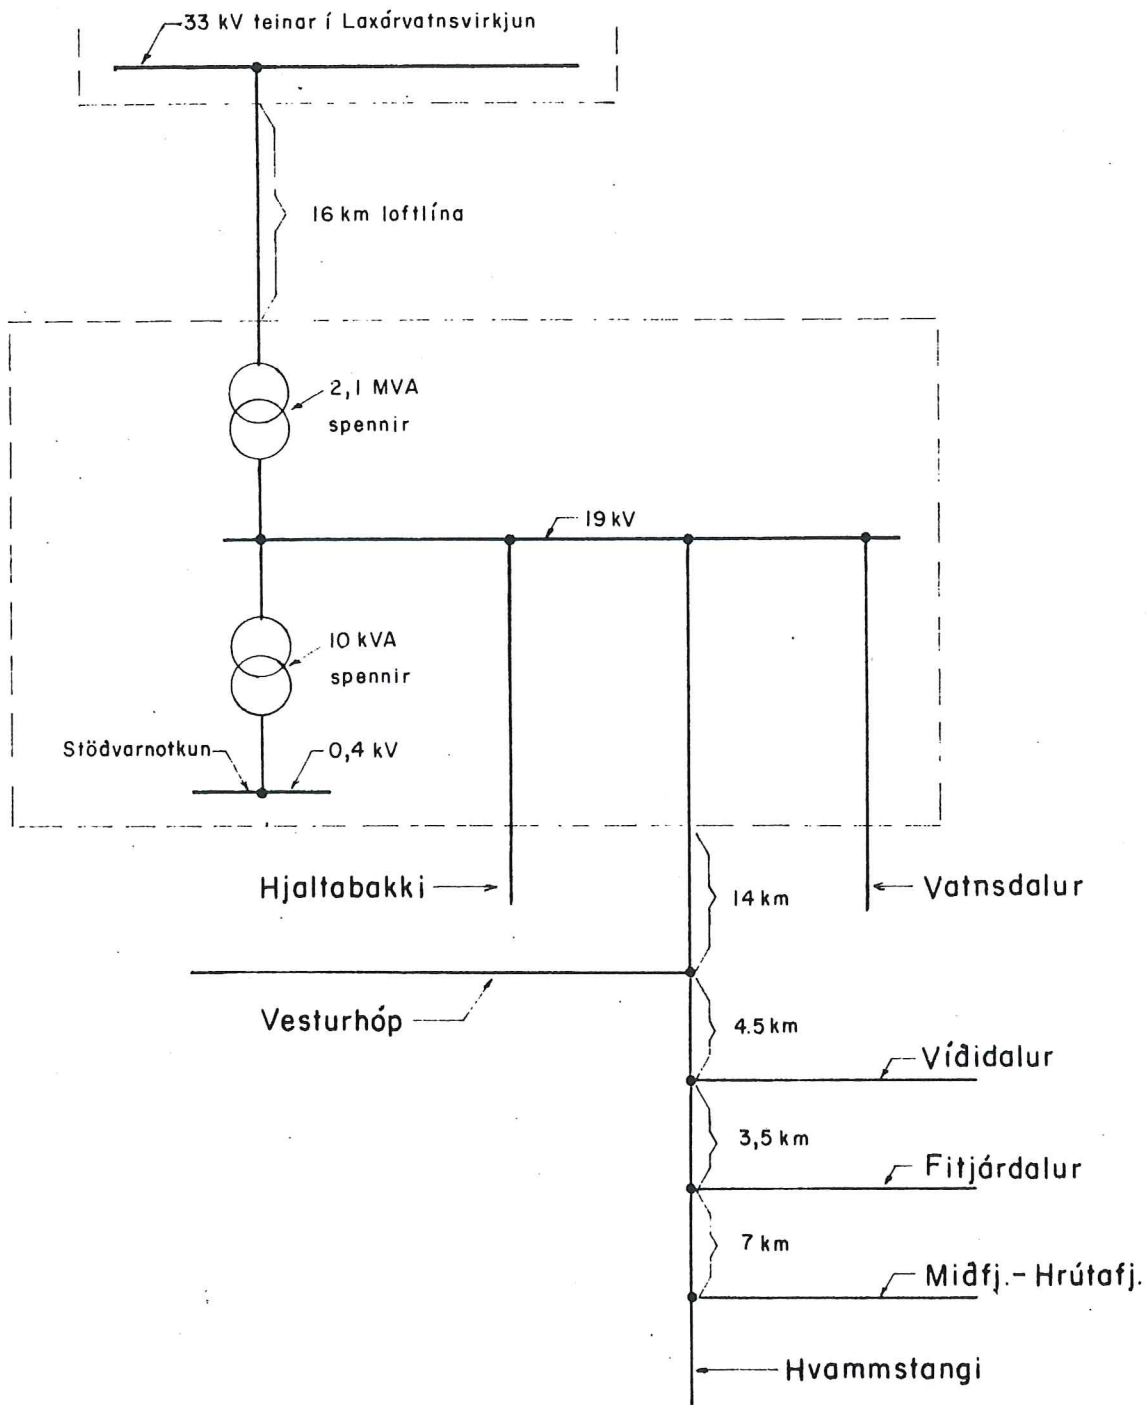 33 kV teinar í Laxárvatnsvirkjun
16 km loftlína
2,1 MVA
spennir
19 kV
10 kVA
spennir
Stöðvarnotkun
0,4 kV
Hjaltabakki
14 km
Vatnsdalur
Vesturhóp
4.5 km
Víðidalur
3,5 km
Fitjárdalur
7 km
Miðfj.- Hrútafj.
Hvammstangi